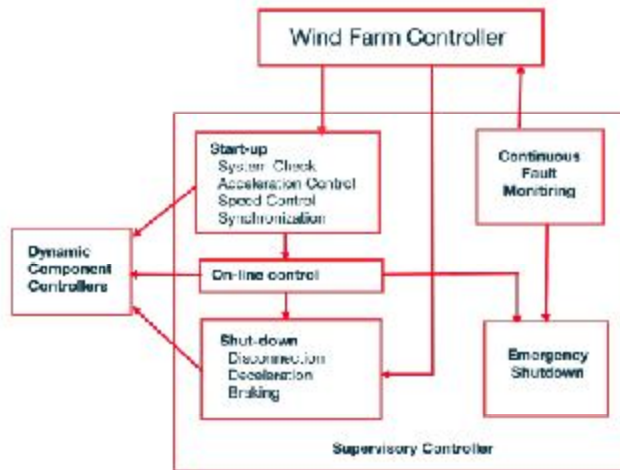 Wind Farm Controller
Start-up
System Check
Acceleration Control
Speed Control
Synchronization
Continuous
Fault
Monitiring
Dynamic
Component
Controllers
On-line control
Shut-down
Disconnection
Deceleration
Braking
Emergency
Shutdown
Supervisory Controller